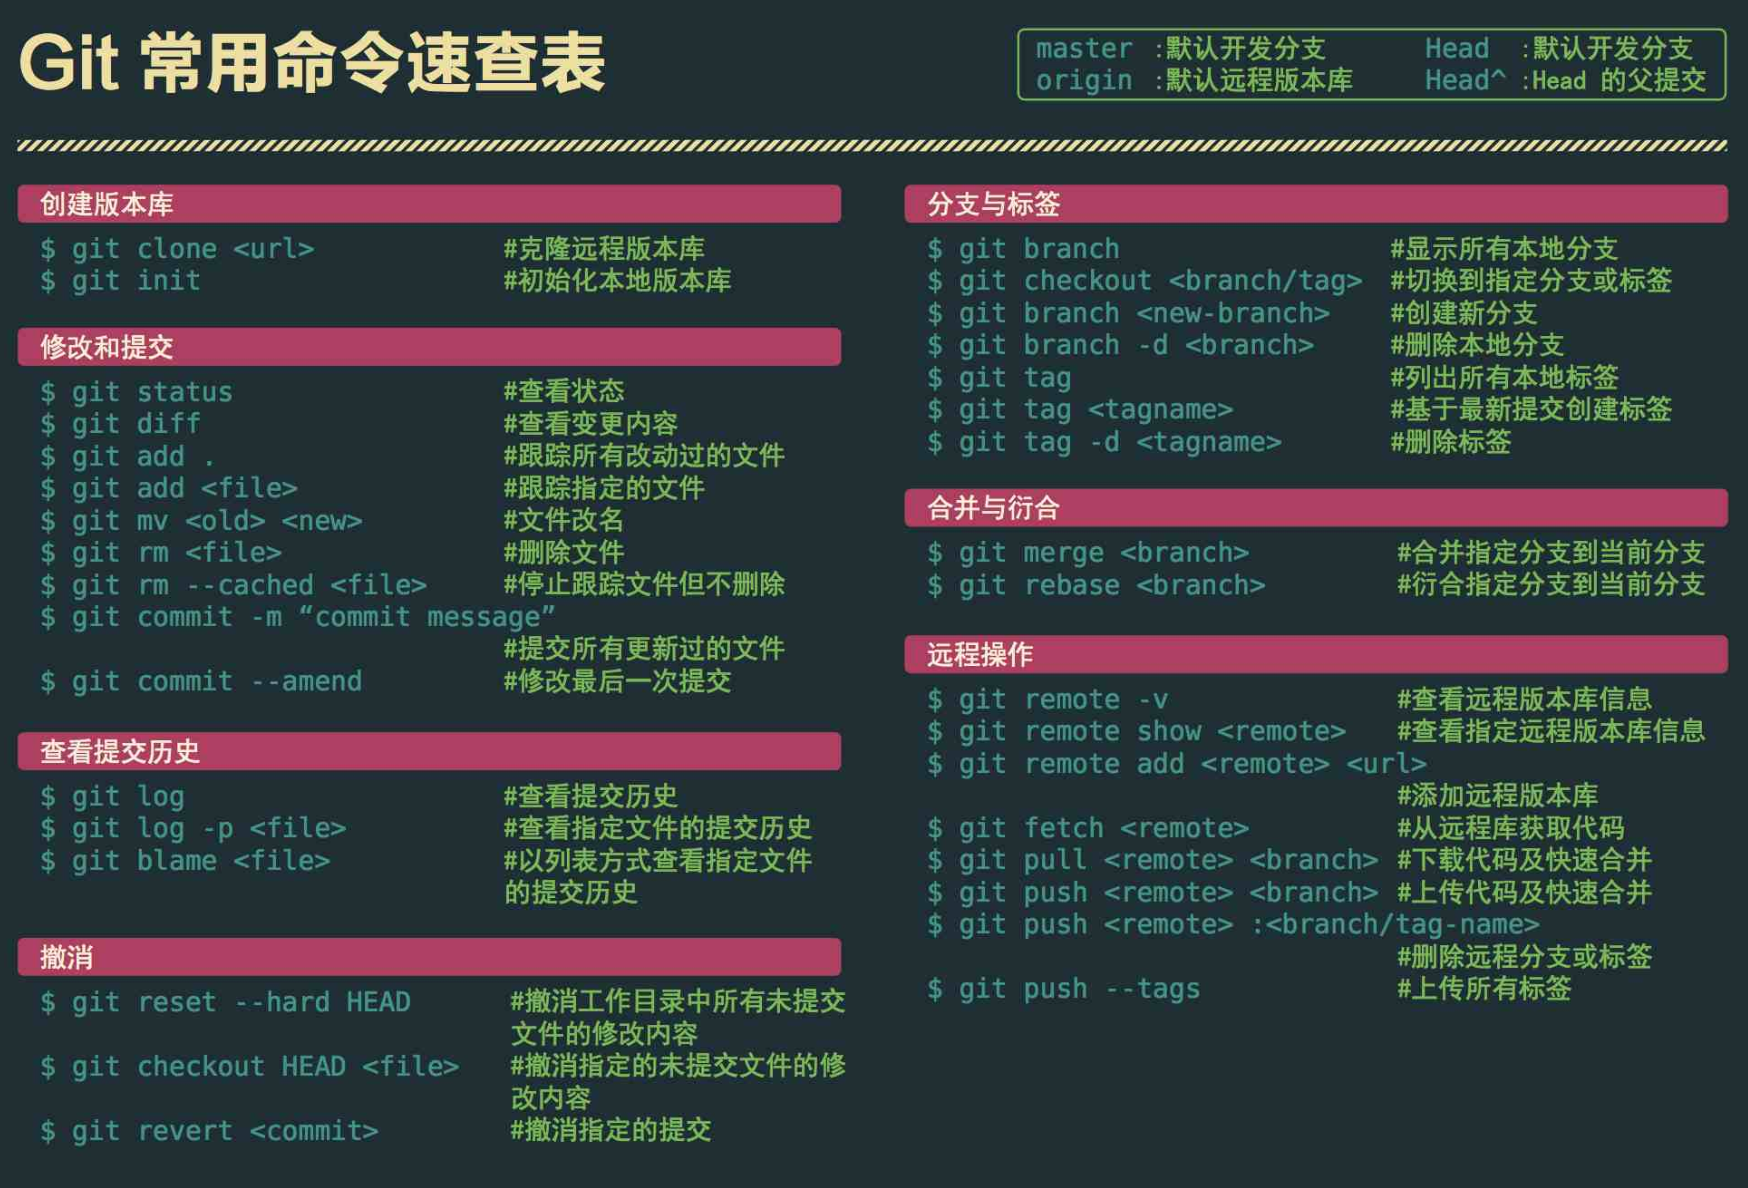 Git 常用命令速查表
master :默认开发分支 Head :默认开发分支
origin :默认远程版本库 Head^ :Head 的父提交
创建版本库
$ git clone <url> #克隆远程版本库
$ git init #初始化本地版本库
修改和提交
$ git status #查看状态
$ git diff #查看变更内容
$ git add . #跟踪所有改动过的文件
$ git add <file> #跟踪指定的文件
$ git mv <old> <new> #文件改名
$ git rm <file> #删除文件
$ git rm --cached <file> #停止跟踪文件但不删除
$ git commit -m “commit message”
#提交所有更新过的文件
$ git commit --amend #修改最后一次提交
查看提交历史
$ git log #查看提交历史
$ git log -p <file> #查看指定文件的提交历史
$ git blame <file> #以列表方式查看指定文件
的提交历史
撤消
$ git reset --hard HEAD #撤消工作目录中所有未提交
文件的修改内容
$ git checkout HEAD <file> #撤消指定的未提交文件的修
改内容
$ git revert <commit> #撤消指定的提交
分支与标签
$ git branch #显示所有本地分支
$ git checkout <branch/tag> #切换到指定分支或标签
$ git branch <new-branch> #创建新分支
$ git branch -d <branch> #删除本地分支
$ git tag #列出所有本地标签
$ git tag <tagname> #基于最新提交创建标签
$ git tag -d <tagname> #删除标签
合并与衍合
$ git merge <branch> #合并指定分支到当前分支
$ git rebase <branch> #衍合指定分支到当前分支
远程操作
$ git remote -v #查看远程版本库信息
$ git remote show <remote> #查看指定远程版本库信息
$ git remote add <remote> <url>
#添加远程版本库
$ git fetch <remote> #从远程库获取代码
$ git pull <remote> <branch> #下载代码及快速合并
$ git push <remote> <branch> #上传代码及快速合并
$ git push <remote> :<branch/tag-name>
#删除远程分支或标签
$ git push --tags #上传所有标签